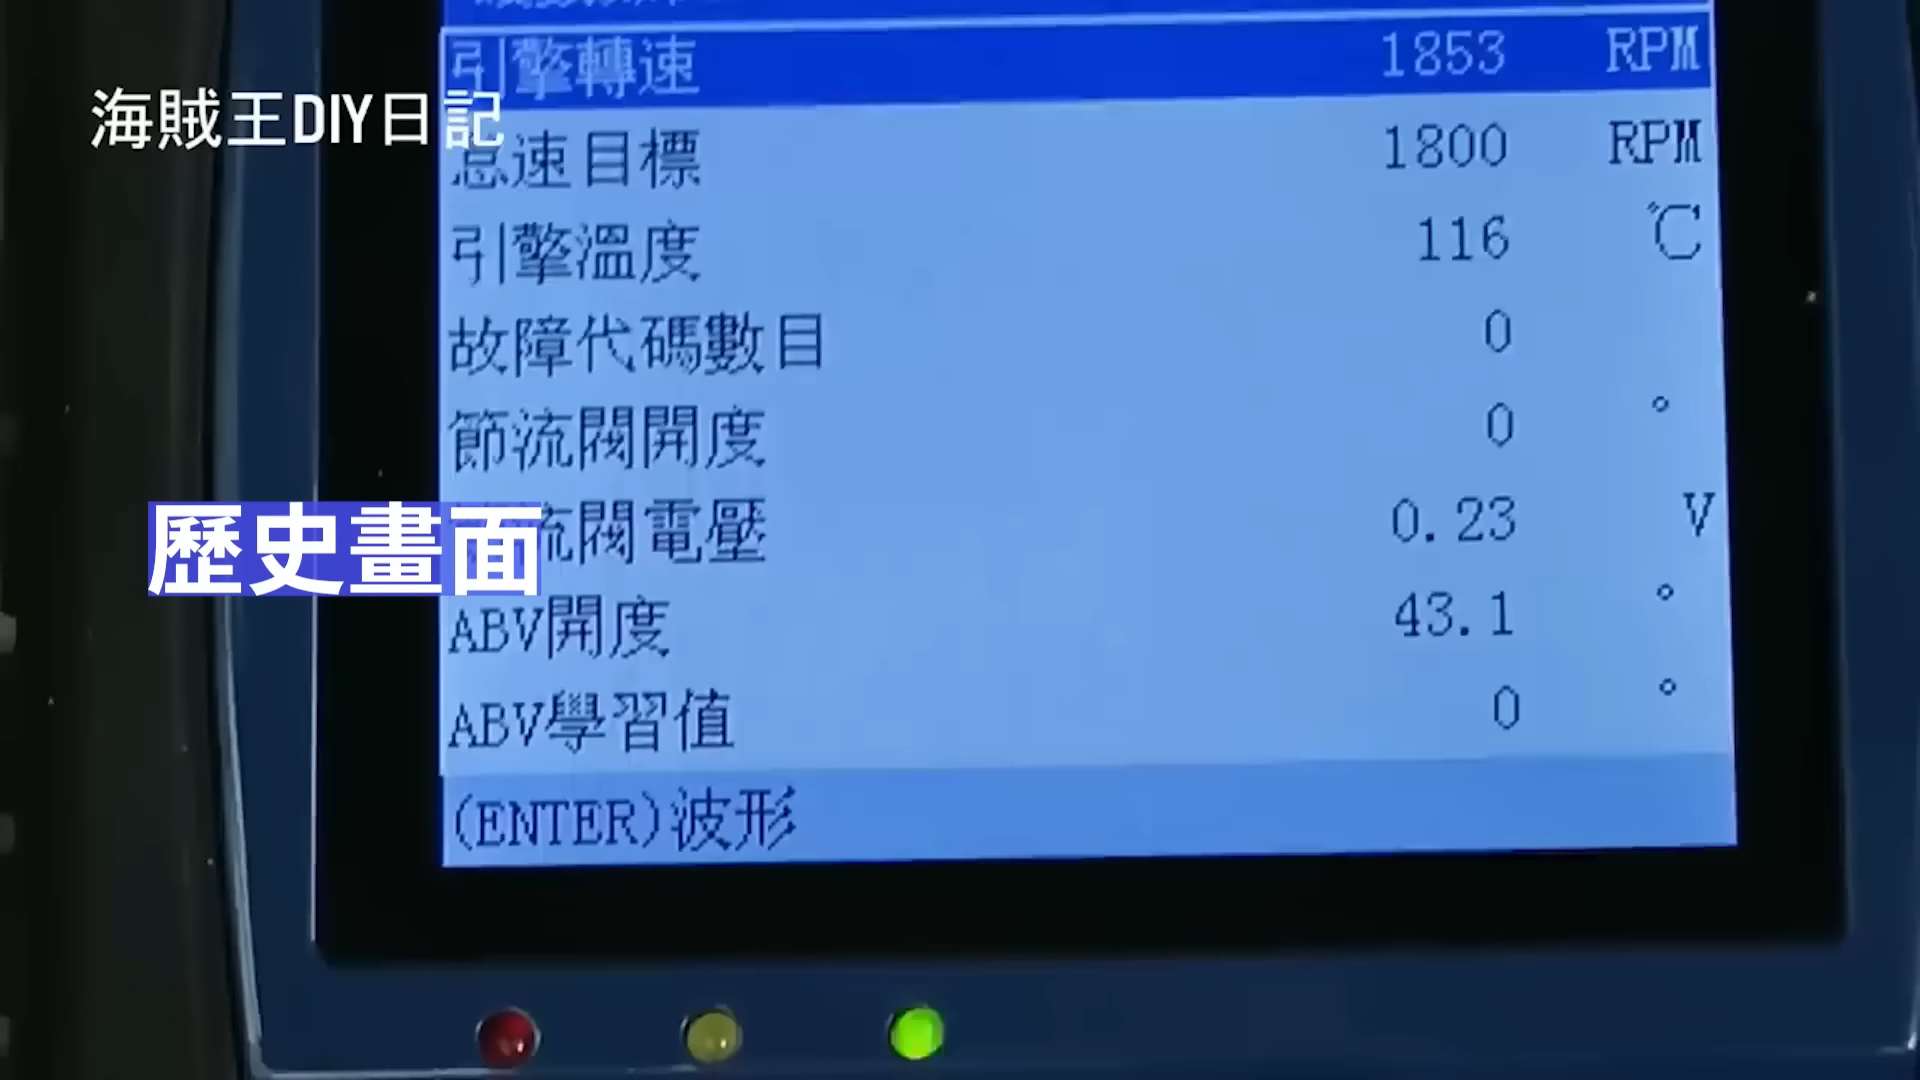 引擎轉速 1853 RPM
海賊王DIY日記
怠速目標 1800 RPM
引擎溫度 116 ℃
故障代碼數目 0
節流閥開度 0 °
流閥電壓 0.23 V
歷史畫面
ABV開度 43.1 °
ABV學習值 0 °
(ENTER)波形